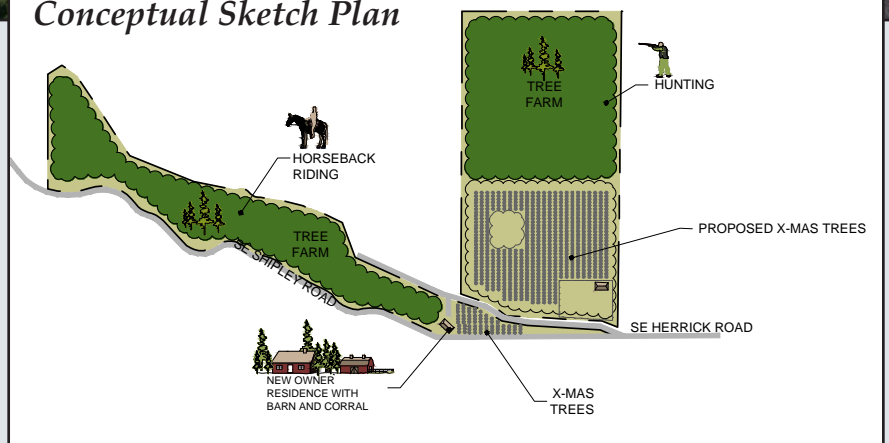 Conceptual Sketch Plan
TREE
FARM
HUNTING
HORSEBACK
RIDING
PROPOSED X-MAS TREES
TREE
FARM
SE SHIPLEY ROAD
SE HERRICK ROAD
NEW OWNER
RESIDENCE WITH
BARN AND CORRAL
X-MAS
TREES